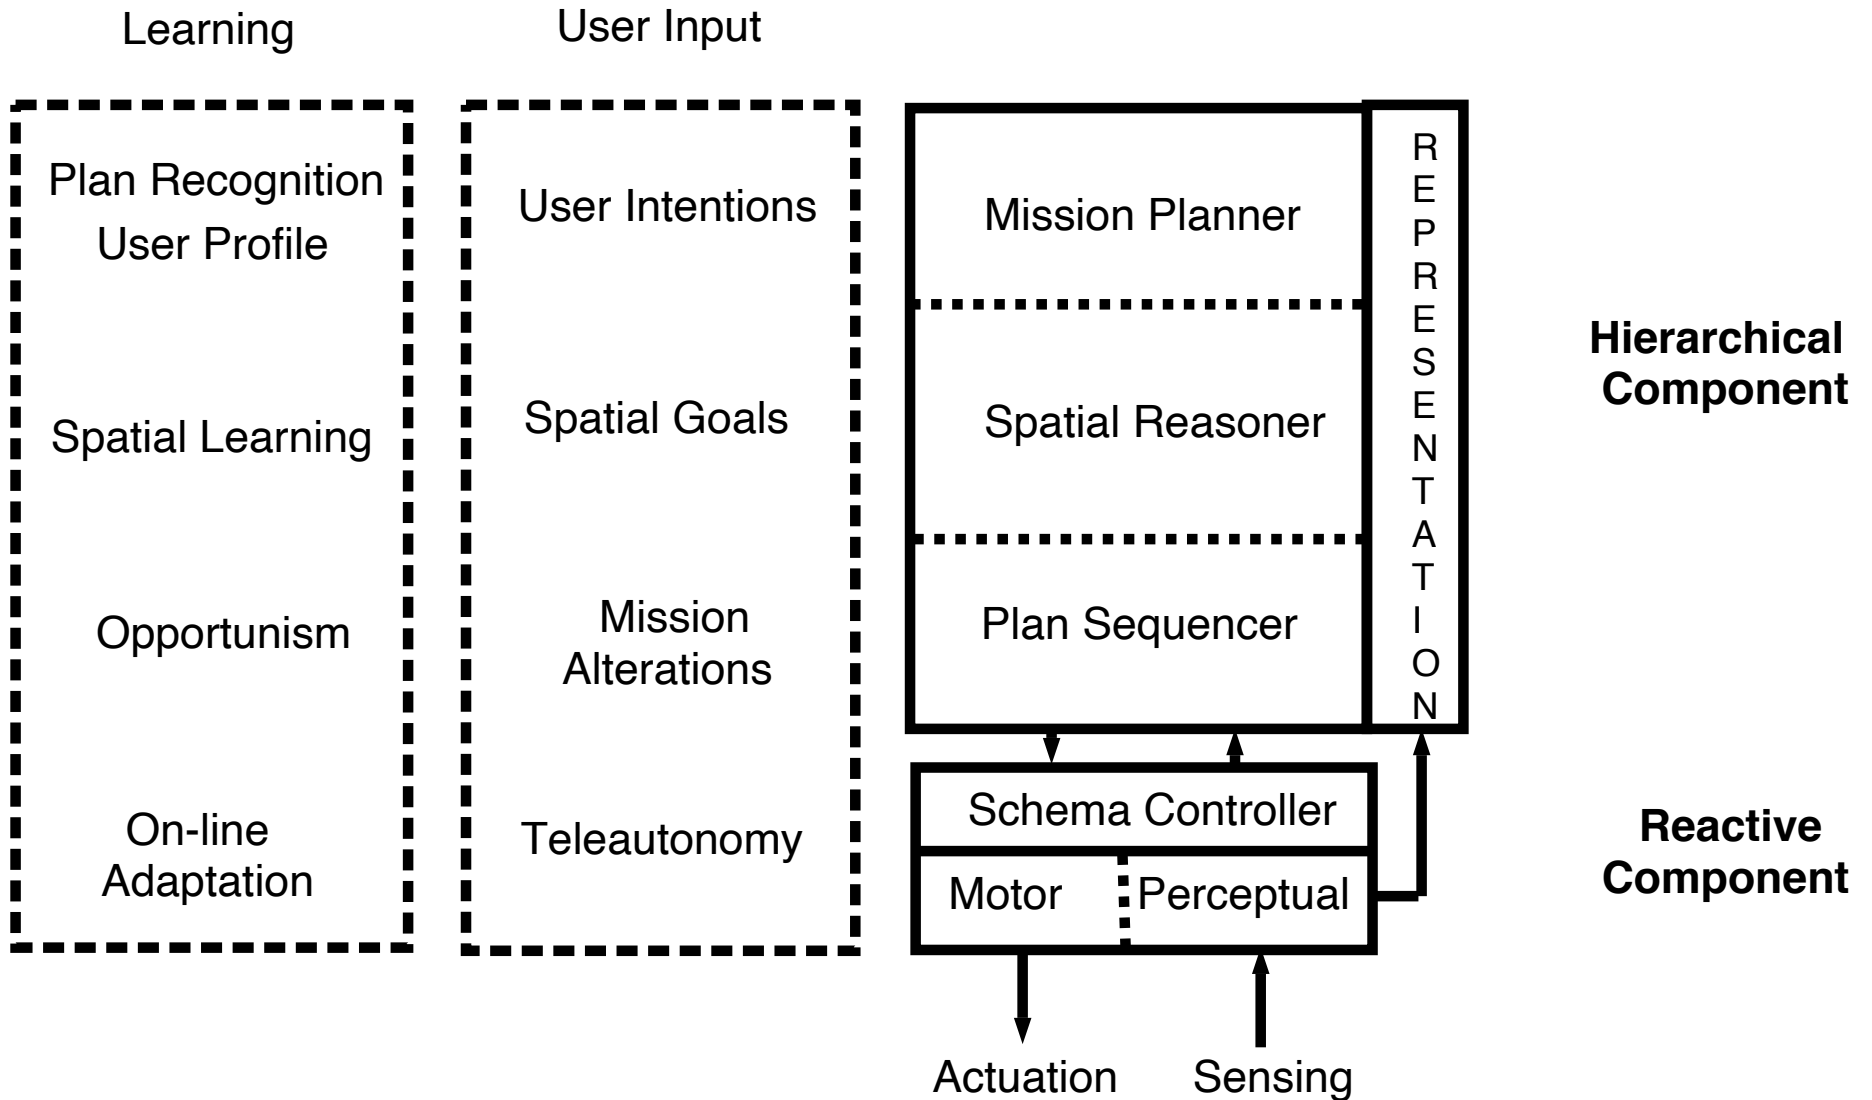 Learning
User Input
Plan Recognition
User Profile
Spatial Learning
Opportunism
On-line
Adaptation
User Intentions
Spatial Goals
Mission
Alterations
Teleautonomy
Mission Planner
Spatial Reasoner
Plan Sequencer
REPRESENTATION
Schema Controller
Motor
Perceptual
Actuation
Sensing
Hierarchical
Component
Reactive
Component